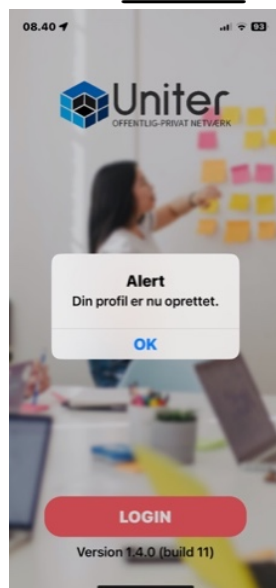 08.40
93
Uniter
OFFENTLIG-PRIVAT NETVÆRK
Alert
Din profil er nu oprettet.
OK
LOGIN
Version 1.4.0 (build 11)